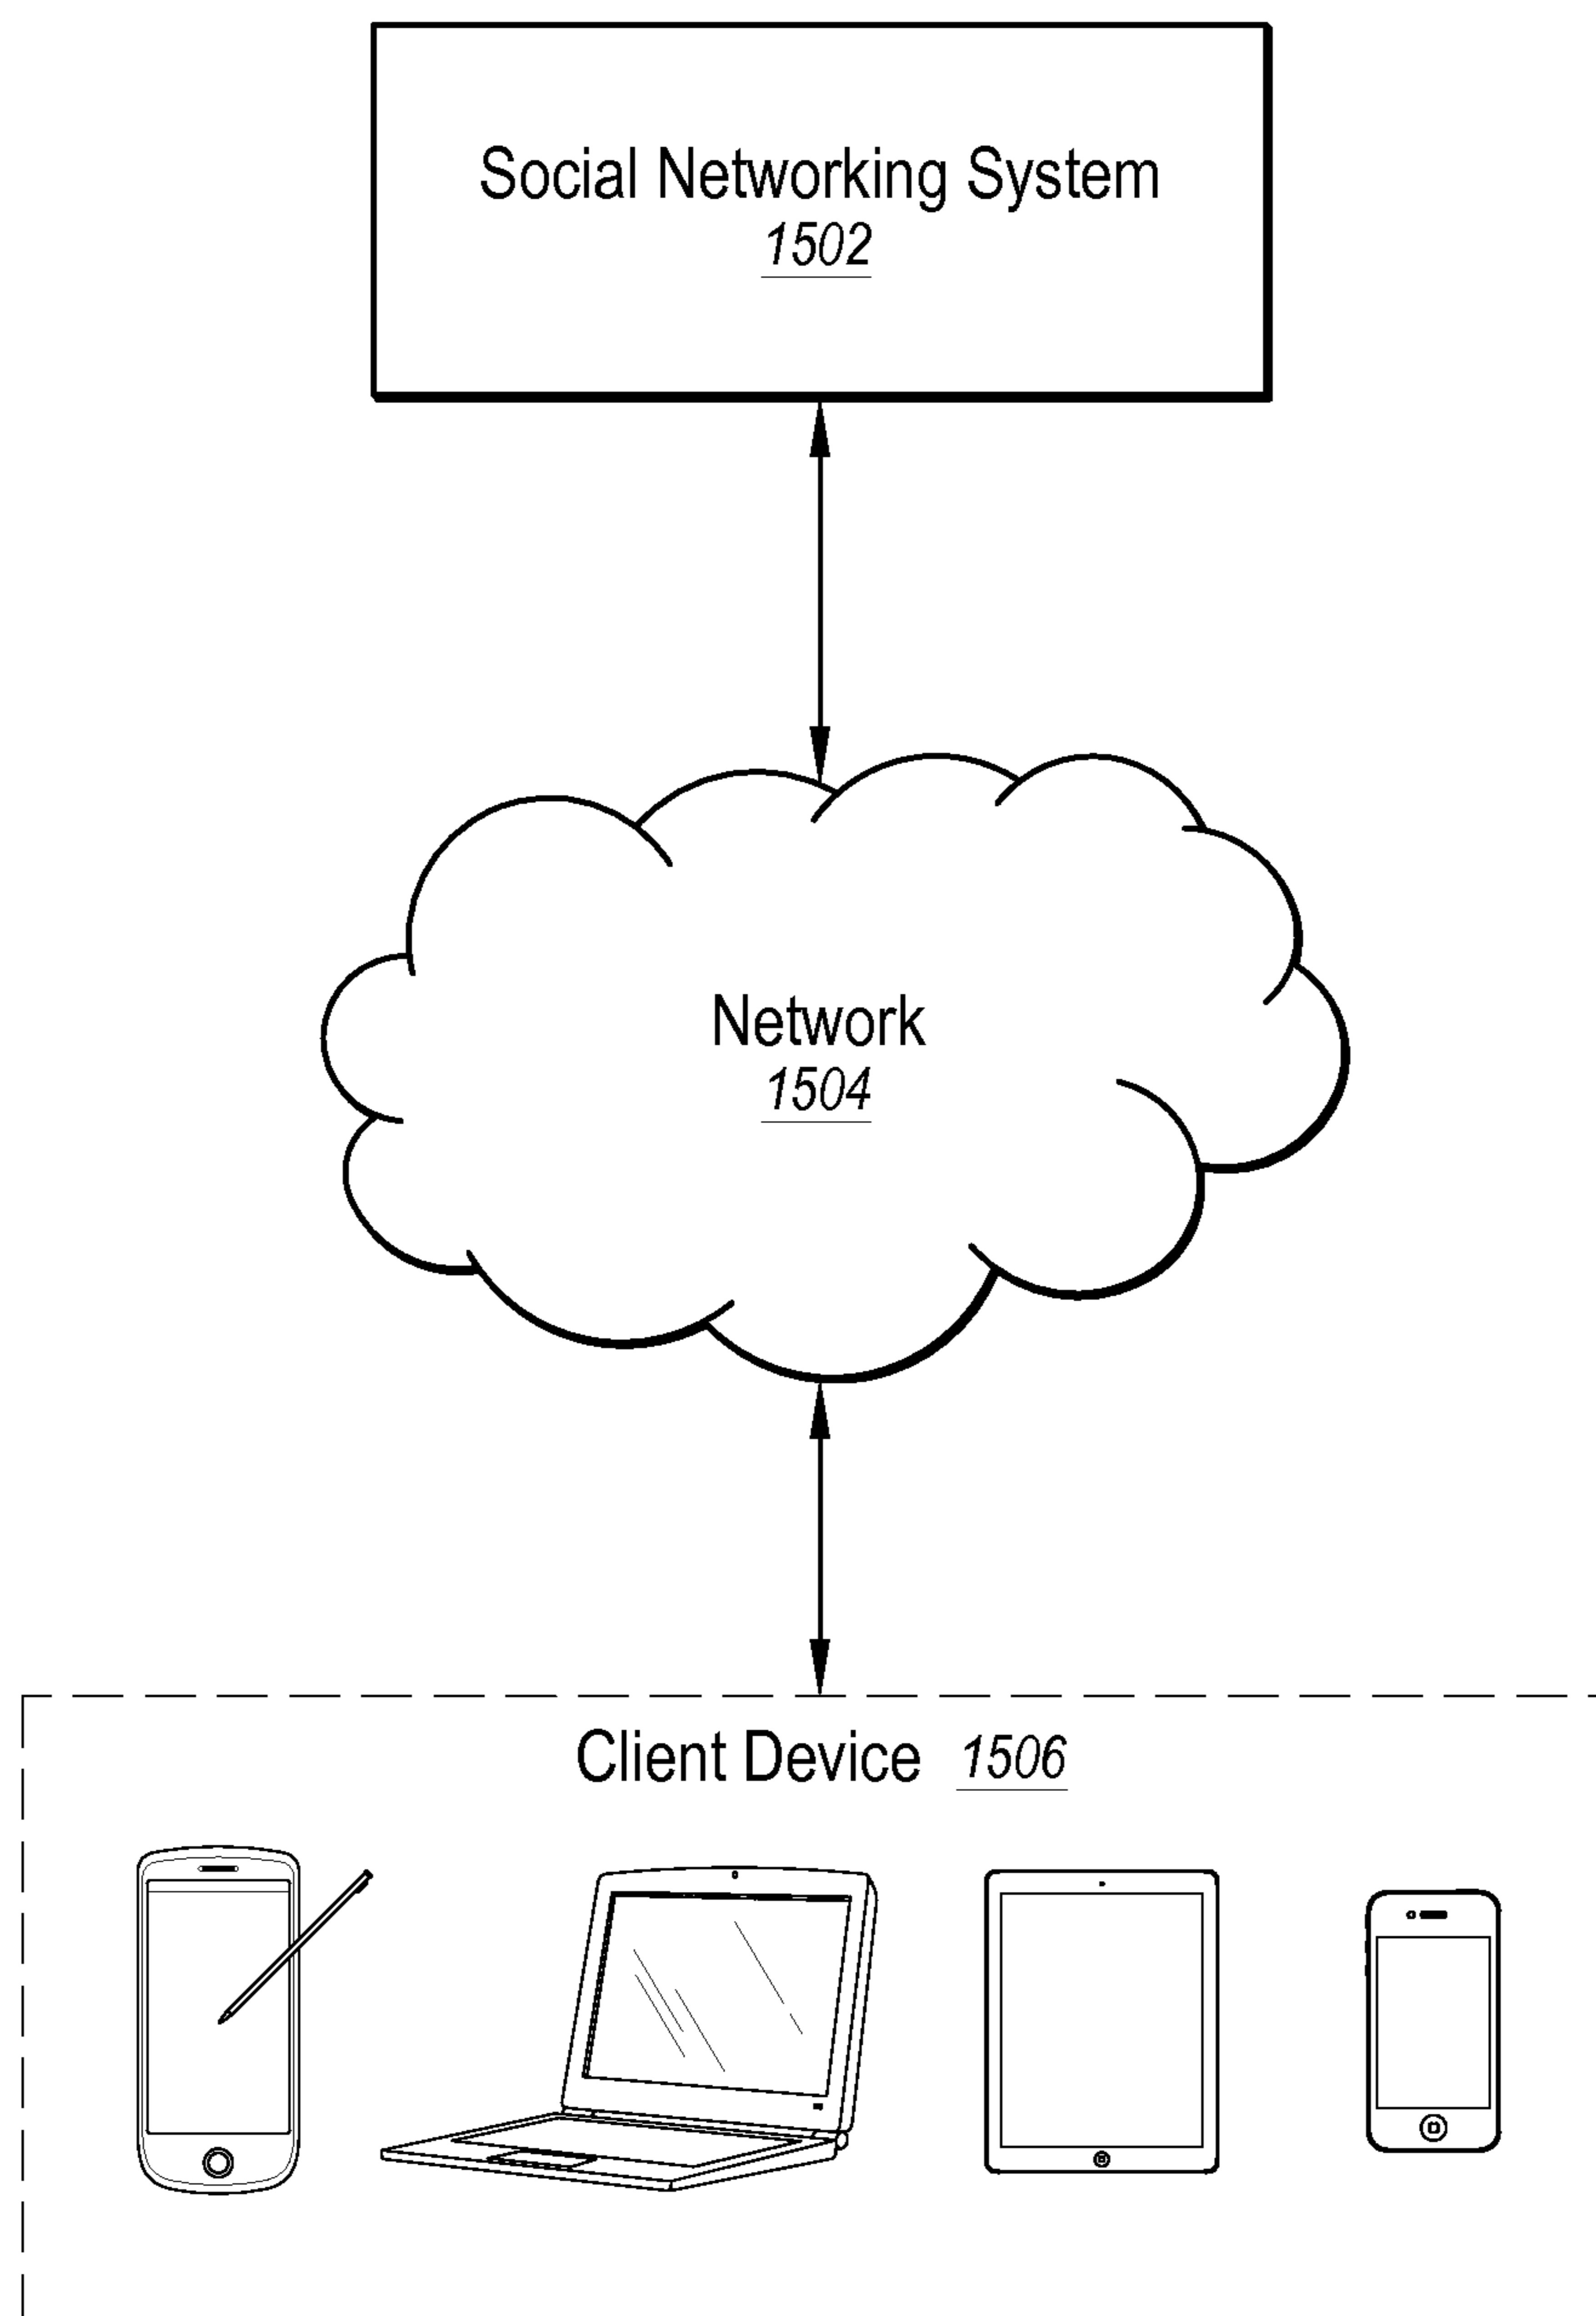 Social Networking System
1502
Network
1504
Client Device 1506